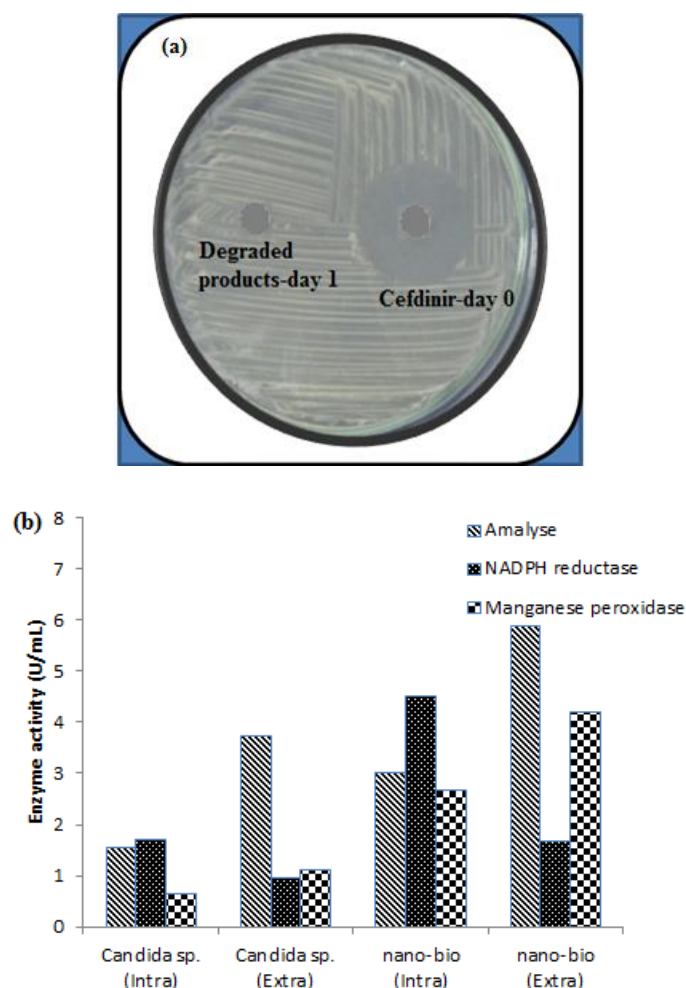 (a)
Degraded
products-day 1
Cefdinir-day 0
(b)
8
7
6
5
4
3
2
1
0
Enzyme activity (U/mL)
Amalyse
NADPH reductase
Manganese peroxidase
Candida sp.
(Intra)
Candida sp.
(Extra)
nano-bio
(Intra)
nano-bio
(Extra)